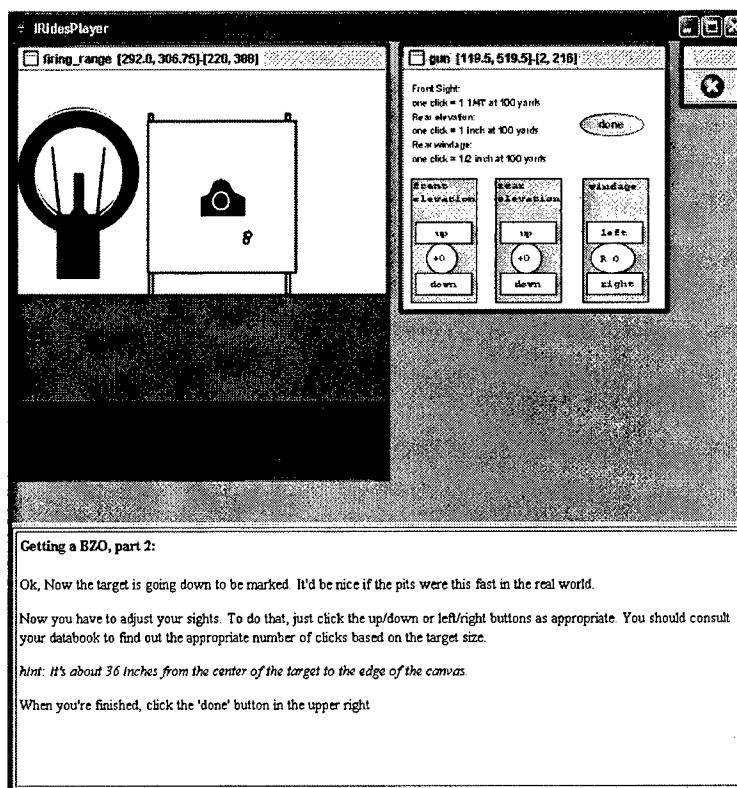 IRidesPlayer
firing_range [292.0, 306.75]-[220, 388]
gun [119.5, 519.5]-[2, 216]
Front Sight:
one click = 1 IMT at 100 yards
Rear elevation:
one click = 1 inch at 100 yards
Rear windage:
one click = 1/2 inch at 100 yards
done
front elevation
up
+0
down
rear elevation
up
+0
down
windage
left
R 0
right
Getting a BZO, part 2:
Ok, Now the target is going down to be marked. It'd be nice if the pits were this fast in the real world.
Now you have to adjust your sights. To do that, just click the up/down or left/right buttons as appropriate. You should consult
your databook to find out the appropriate number of clicks based on the target size.
hint: it's about 36 inches from the center of the target to the edge of the canvas.
When you're finished, click the 'done' button in the upper right